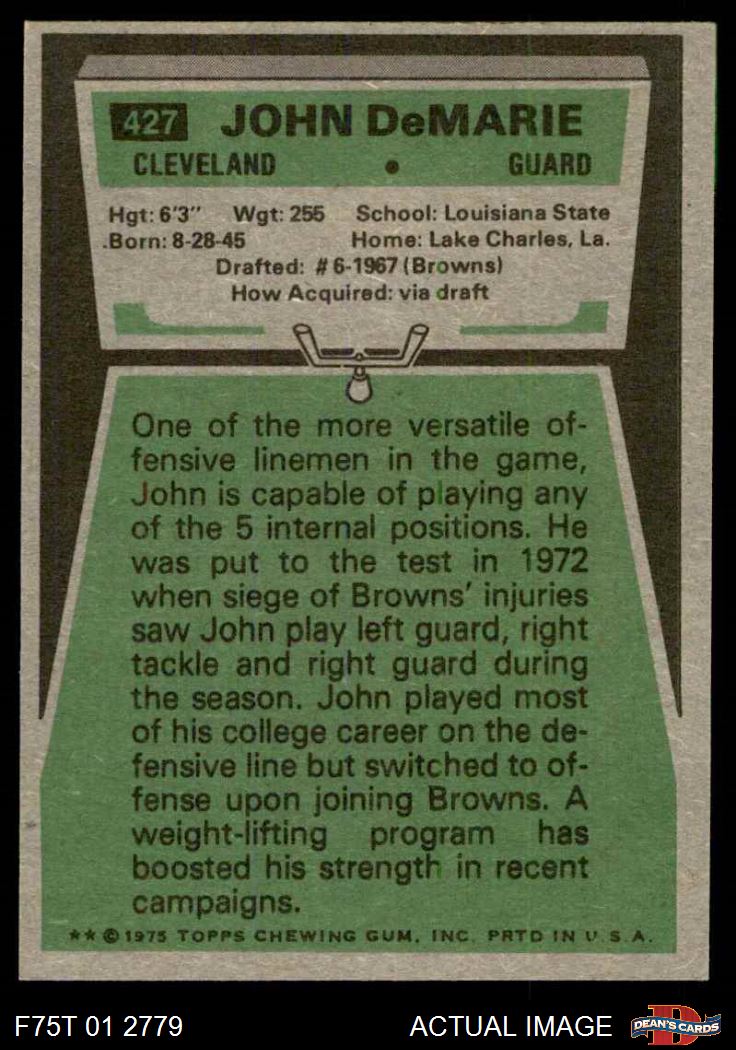 427 JOHN DeMARIE
CLEVELAND • GUARD
Hgt: 6'3" Wgt: 255 School: Louisiana State
Born: 8-28-45 Home: Lake Charles, La.
Drafted: #6-1967 (Browns)
How Acquired: via draft
One of the more versatile of-
fensive linemen in the game,
John is capable of playing any
of the 5 internal positions. He
was put to the test in 1972
when siege of Browns' injuries
saw John play left guard, right
tackle and right guard during
the season. John played most
of his college career on the de-
fensive line but switched to of-
fense upon joining Browns. A
weight-lifting program has
boosted his strength in recent
campaigns.
** © 1975 TOPPS CHEWING GUM, INC. PRTD IN U.S.A.
F75T 01 2779 ACTUAL IMAGE DEAN'S CARDS